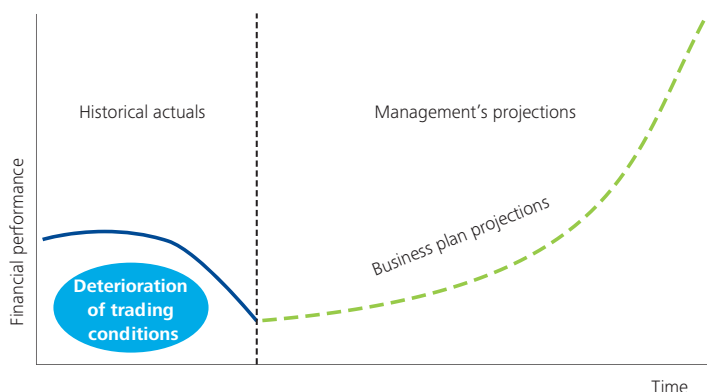 Historical actuals
Management’s projections
Financial performance
Business plan projections
Deterioration
of trading
conditions
Time